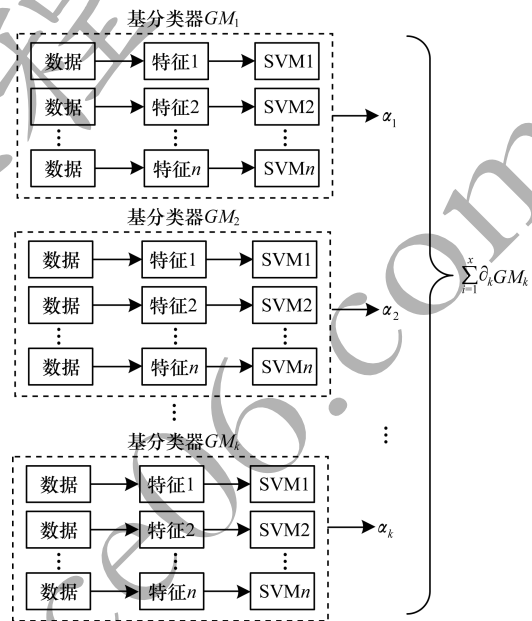 基分类器GM₁
数据 特征1 SVM1
数据 特征2 SVM2
数据 特征n SVMn
α₁
基分类器GM₂
数据 特征1 SVM1
数据 特征2 SVM2
数据 特征n SVMn
α₂
∑ˣᵢ₌₁ ∂ₖGMₖ
基分类器GMₖ
数据 特征1 SVM1
数据 特征2 SVM2
数据 特征n SVMn
αₖ